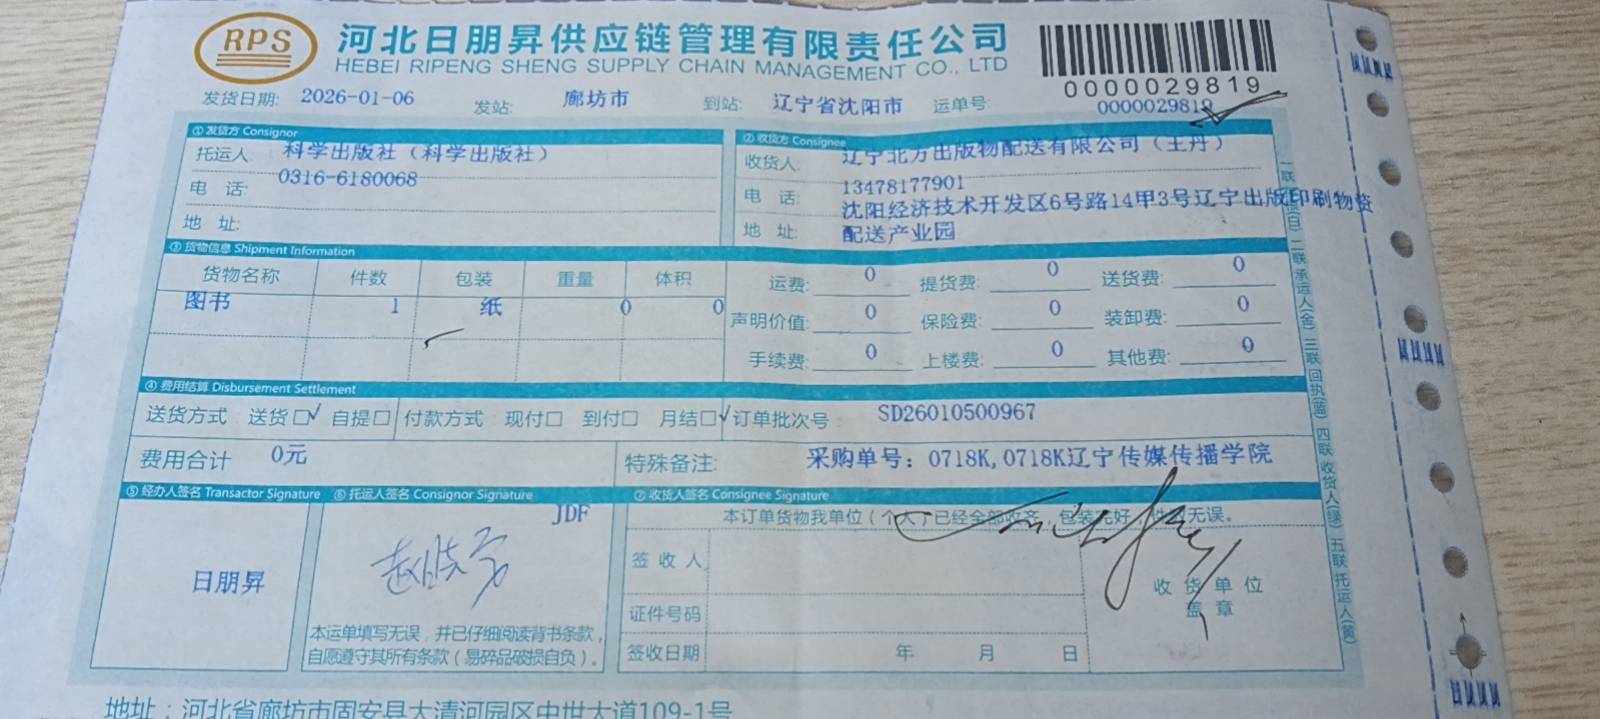 RPS
河北日朋昇供应链管理有限责任公司
HEBEI RIPENG SHENG SUPPLY CHAIN MANAGEMENT CO., LTD
0000029819
发货日期: 2026-01-06 发站: 廊坊市 到站: 辽宁省沈阳市 运单号: 0000029819
① 发货方 Consignor ② 收货方 Consignee
托运人: 科学出版社（科学出版社） 收货人: 辽宁北方出版物配送有限公司（王丹）
电 话: 0316-6180068 电 话: 13478177901
地 址: 地 址: 沈阳经济技术开发区6号路14甲3号辽宁出版印刷物资
配送产业园
③ 货物信息 Shipment Information
货物名称 件数 包装 重量 体积 运费: 0 提货费: 0 送货费: 0
图书 1 纸 0 0 声明价值: 0 保险费: 0 装卸费: 0
手续费: 0 上楼费: 0 其他费: 0
④ 费用结算 Disbursement Settlement
送货方式 送货☐✓ 自提☐ 付款方式 现付☐ 到付☐ 月结☐✓ 订单批次号 SD26010500967
费用合计 0元 特殊备注: 采购单号: 0718K,0718K辽宁传媒传播学院
⑤ 经办人签名 Transactor Signature ⑥ 托运人签名 Consignor Signature ⑦ 收货人签名 Consignee Signature
JDF 本订单货物我单位（个人）已经全部收齐，包装完好，件数无误。
日朋昇
签收人
收货单位
盖章
证件号码
本运单填写无误，并已仔细阅读背书条款，
自愿遵守其所有条款（易碎品破损自负）。
签收日期 年 月 日
二联承运人(金) 三联回执(蓝) 四联收货人(绿) 五联托运人(黄)
地址：河北省廊坊市固安县大清河园区中世大道109-1号